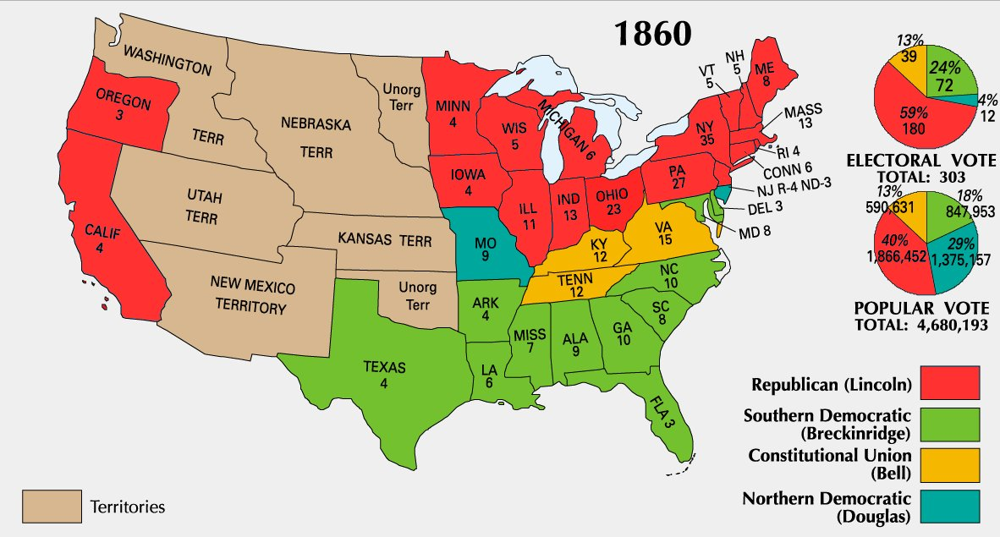 1860
WASHINGTON
TERR
OREGON
3
CALIF
4
NEBRASKA
TERR
Unorg
Terr
UTAH
TERR
NEW MEXICO
TERRITORY
KANSAS TERR
Unorg
Terr
TEXAS
4
MINN
4
IOWA
4
WIS
5
MICHIGAN 6
ILL
11
IND
13
OHIO
23
MO
9
ARK
4
LA
6
MISS
7
ALA
9
GA
10
FLA 3
SC
8
NC
10
TENN
12
KY
12
VA
15
PA
27
NY
35
VT
5
NH
5
ME
8
MASS
13
RI 4
CONN 6
NJ R-4 ND-3
DEL 3
MD 8
13%
39
24%
72
4%
12
59%
180
ELECTORAL VOTE
TOTAL: 303
13%
590,631
18%
847,953
40%
1,866,452
29%
1,375,157
POPULAR VOTE
TOTAL: 4,680,193
Republican (Lincoln)
Southern Democratic
(Breckinridge)
Constitutional Union
(Bell)
Northern Democratic
(Douglas)
Territories